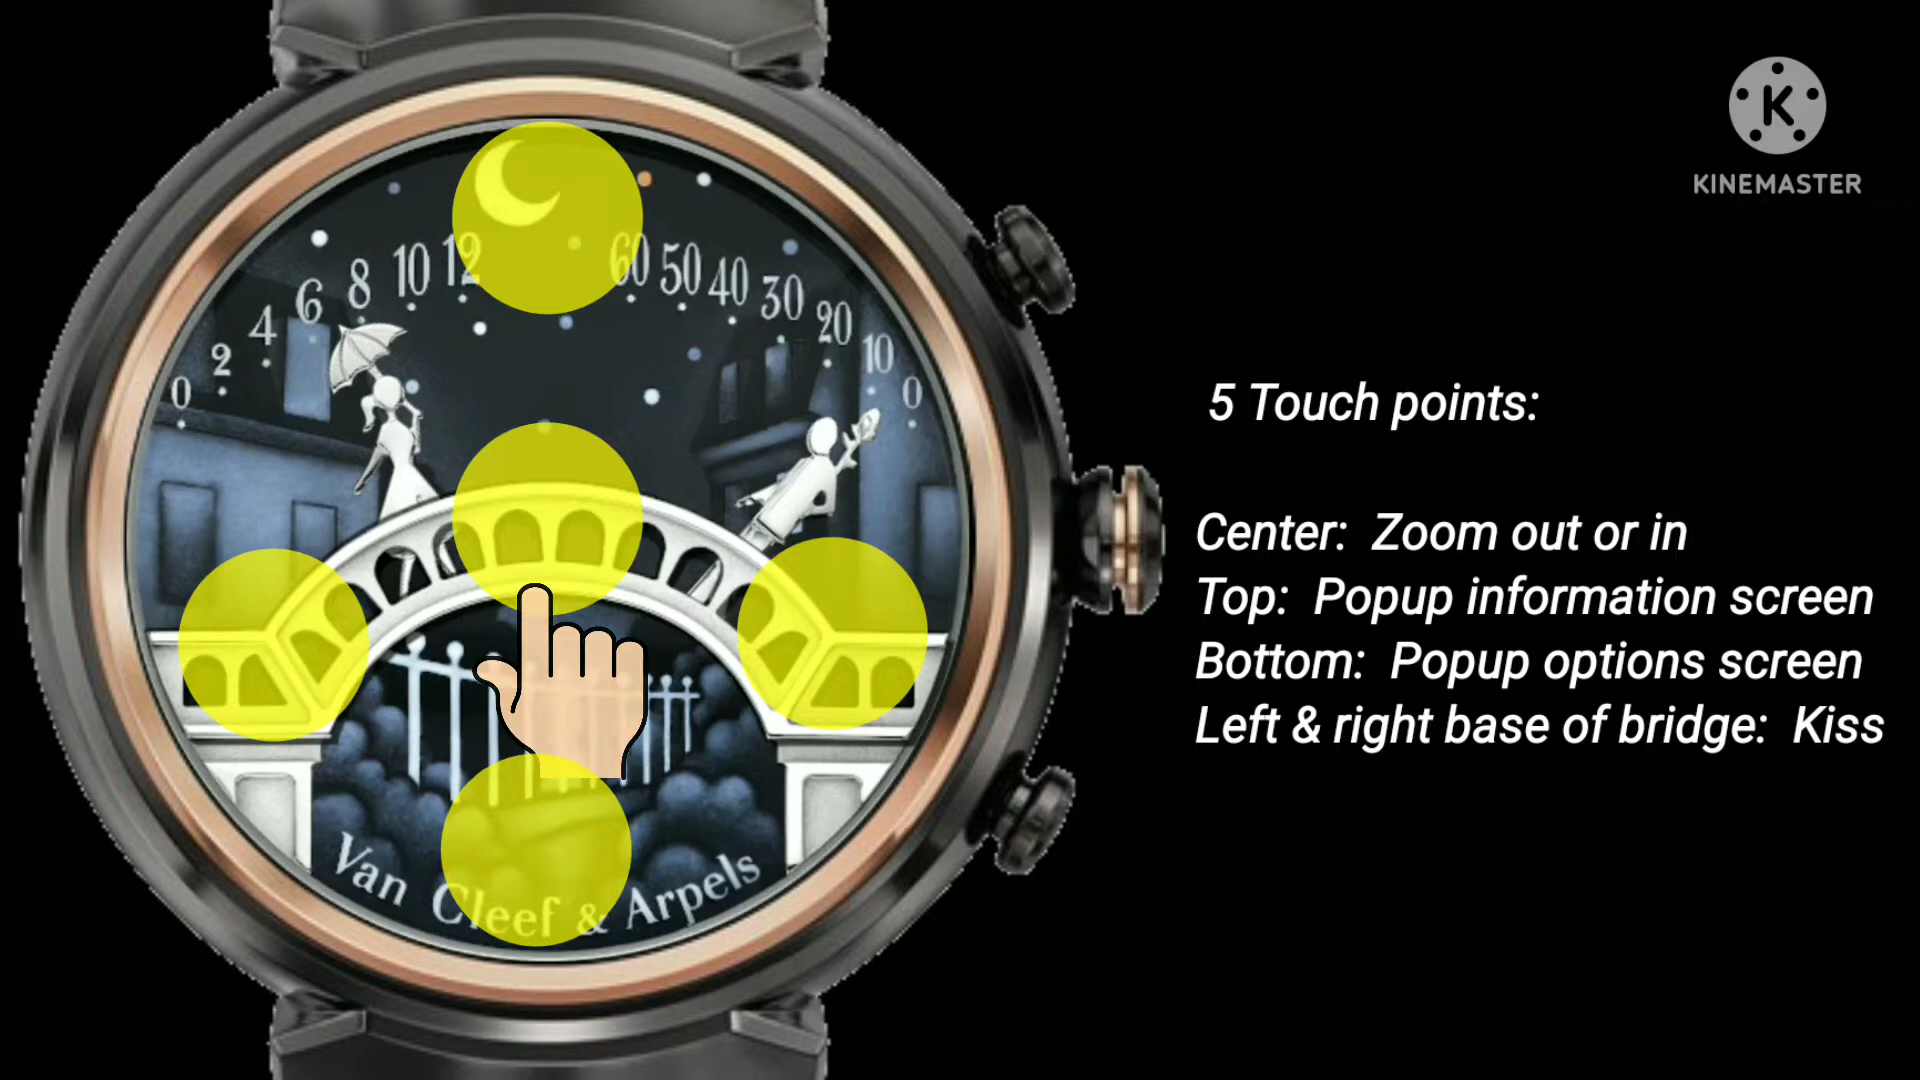 K
KINEMASTER
0 2 4 6 8 10 12 60 50 40 30 20 10 0
Van Cleef & Arpels
5 Touch points:
Center: Zoom out or in
Top: Popup information screen
Bottom: Popup options screen
Left & right base of bridge: Kiss